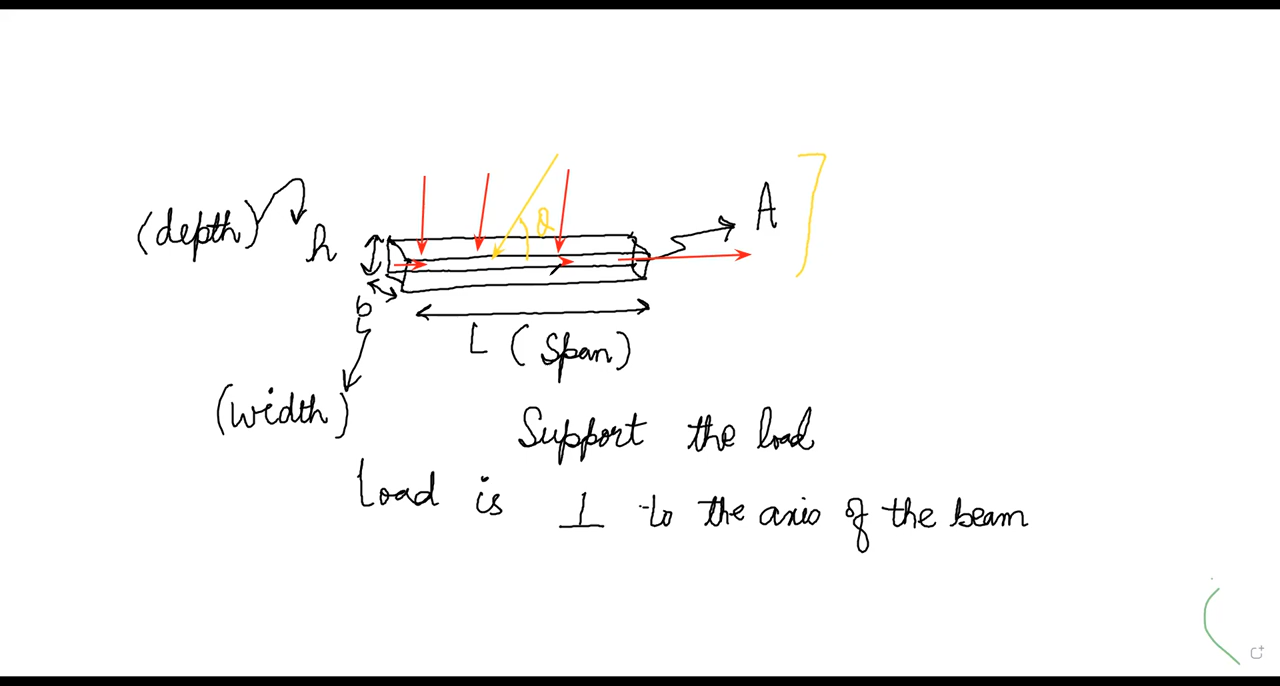 A
(depth)
h
θ
b
L (span)
(width)
Support the load
Load is ⊥ to the axis of the beam